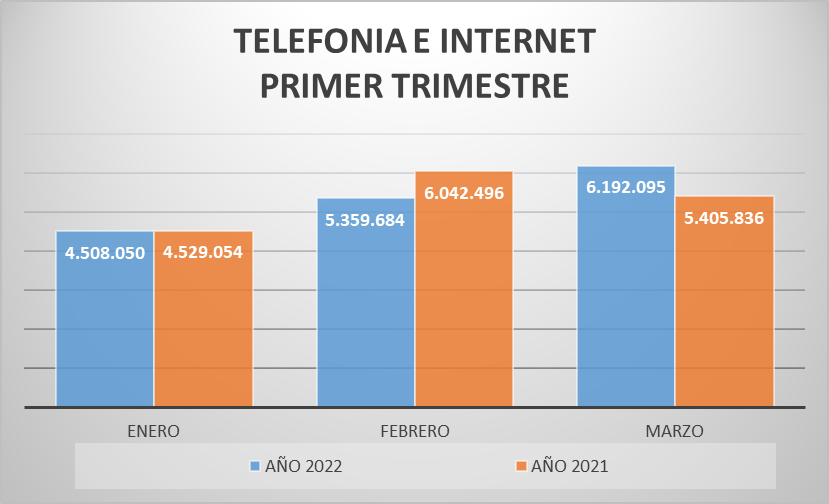 TELEFONIA E INTERNET
PRIMER TRIMESTRE
4.508.050
4.529.054
5.359.684
6.042.496
6.192.095
5.405.836
ENERO
FEBRERO
MARZO
AÑO 2022
AÑO 2021